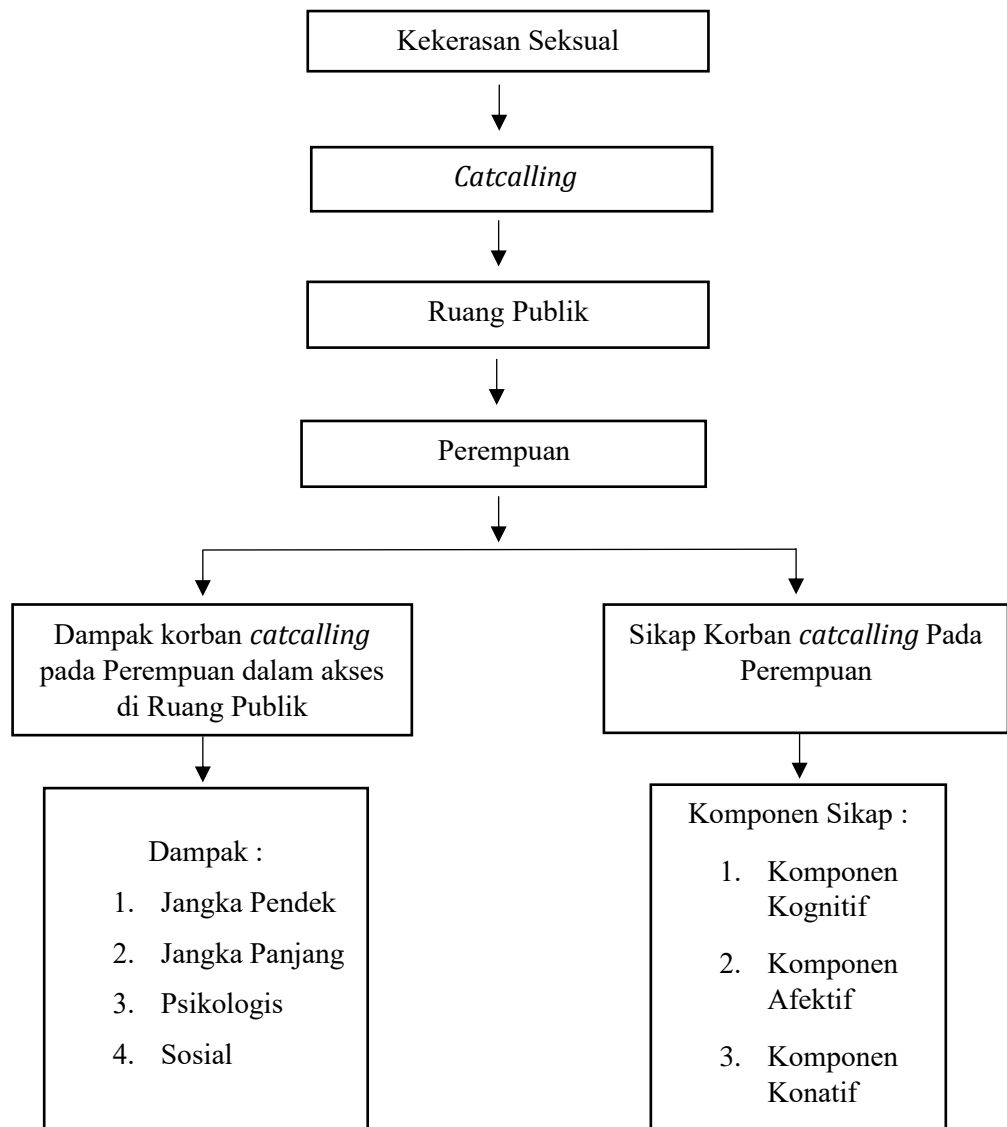 Kekerasan Seksual
Catcalling
Ruang Publik
Perempuan
Dampak korban catcalling
pada Perempuan dalam akses
di Ruang Publik
Sikap Korban catcalling Pada
Perempuan
Dampak :
1. Jangka Pendek
2. Jangka Panjang
3. Psikologis
4. Sosial
Komponen Sikap :
1. Komponen
Kognitif
2. Komponen
Afektif
3. Komponen
Konatif